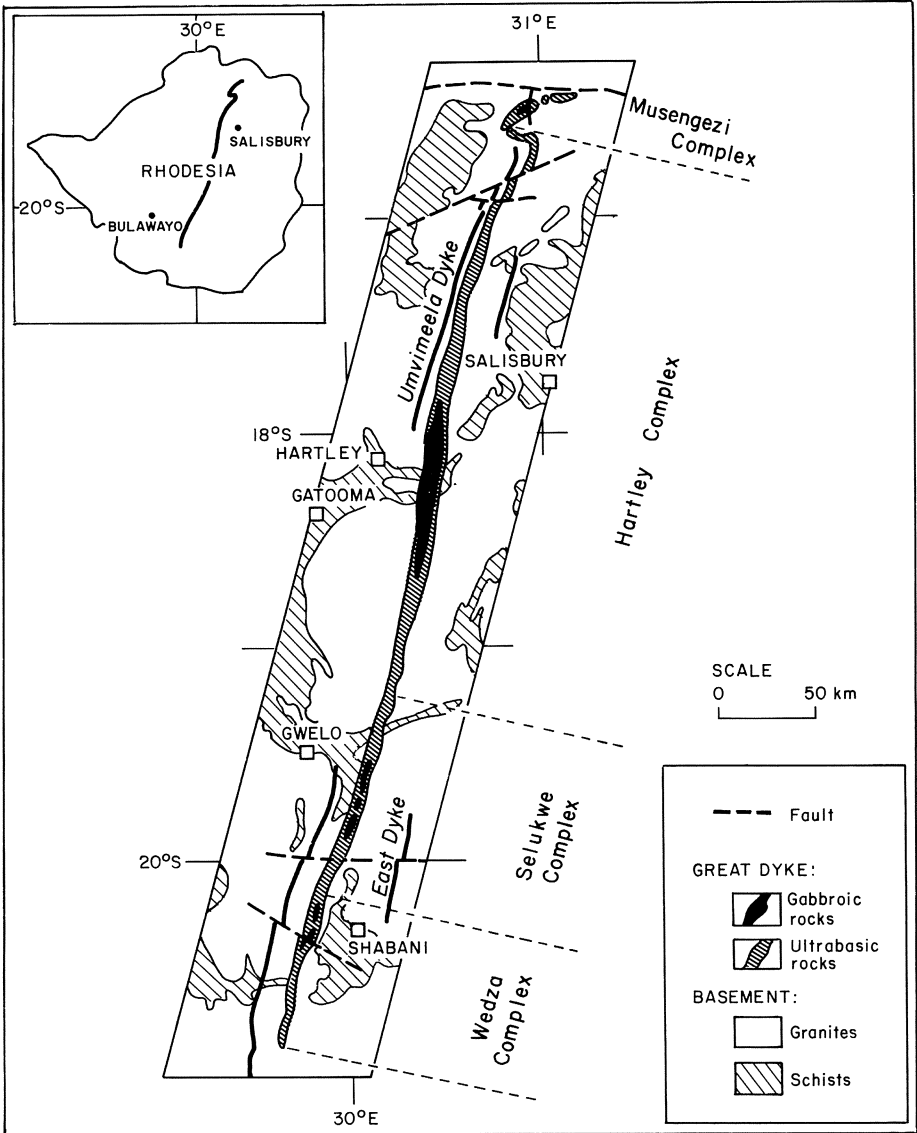 30°E
SALISBURY
RHODESIA
20°S
BULAWAYO
31°E
Musengezi
Complex
Umvimeela Dyke
SALISBURY
Hartley Complex
18°S
HARTLEY
GATOOMA
SCALE
0 50 km
GWELO
East Dyke
Selukwe
Complex
20°S
SHABANI
Wedza
Complex
30°E
Fault
GREAT DYKE:
Gabbroic
rocks
Ultrabasic
rocks
BASEMENT:
Granites
Schists